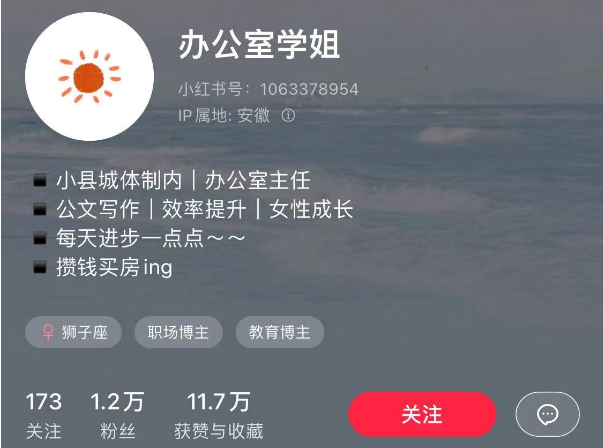 办公室学姐
小红书号：1063378954
IP属地: 安徽
小县城体制内｜办公室主任
公文写作｜效率提升｜女性成长
每天进步一点点～～
攒钱买房ing
♀ 狮子座 职场博主 教育博主
173 1.2万 11.7万
关注 粉丝 获赞与收藏
关注